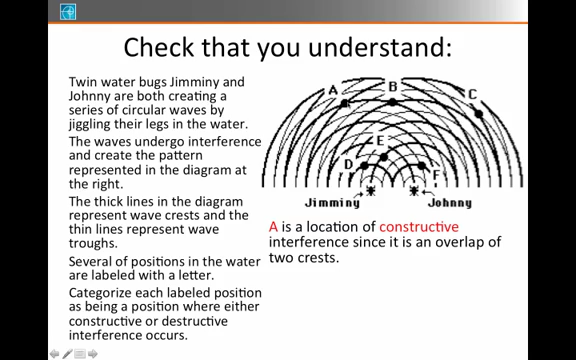 Check that you understand:
Twin water bugs Jimminy and
Johnny are both creating a
series of circular waves by
jiggling their legs in the water.
The waves undergo interference
and create the pattern
represented in the diagram at
the right.
The thick lines in the diagram
represent wave crests and the
thin lines represent wave
troughs.
Several of positions in the water
are labeled with a letter.
Categorize each labeled position
as being a position where either
constructive or destructive
interference occurs.
A
B
C
D
E
F
Jimminy
Johnny
A is a location of constructive
interference since it is an overlap of
two crests.